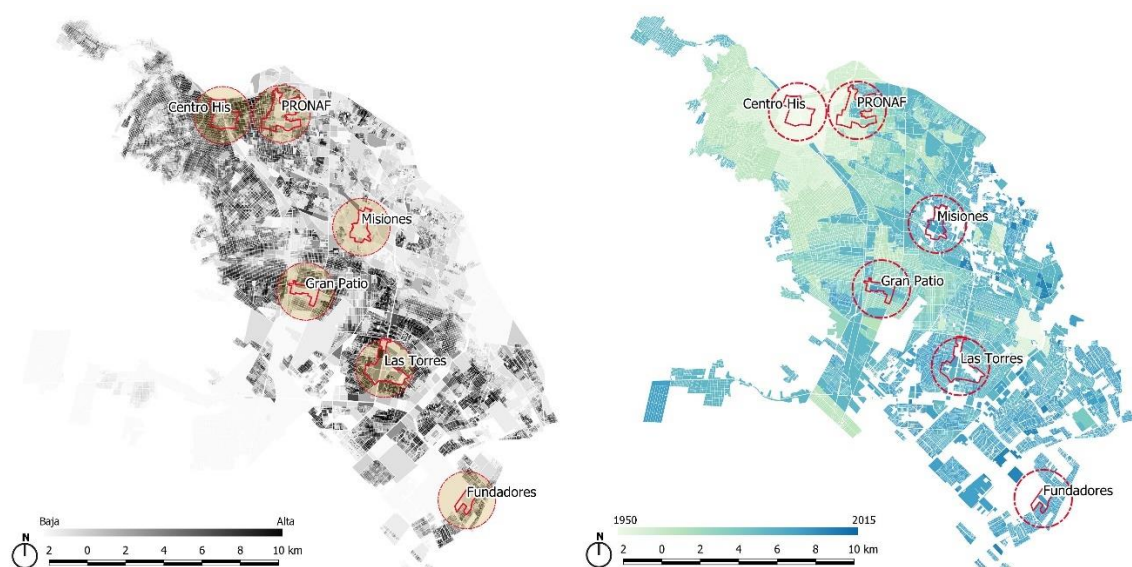 Centro His
PRONAF
Misiones
Gran Patio
Las Torres
Fundadores
Baja Alta
N
2 0 2 4 6 8 10 km
Centro His
PRONAF
Misiones
Gran Patio
Las Torres
Fundadores
1950 2015
N
2 0 2 4 6 8 10 km